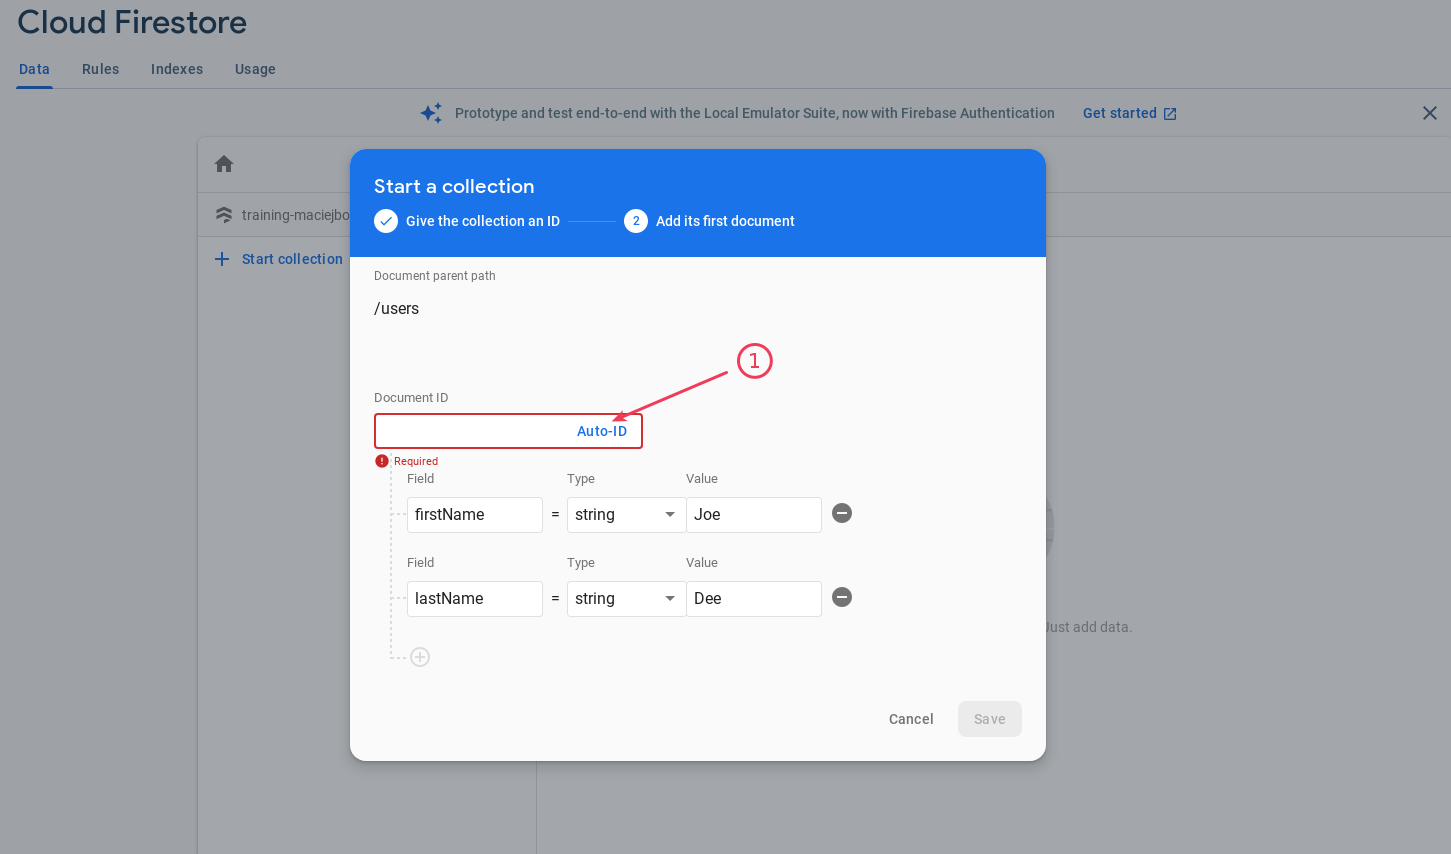 Cloud Firestore
Data Rules Indexes Usage
Prototype and test end-to-end with the Local Emulator Suite, now with Firebase Authentication Get started
training-maciejbo
Start collection
Start a collection
Give the collection an ID 2 Add its first document
Document parent path
/users
1
Document ID
Auto-ID
Required
Field Type Value
firstName = string Joe
Field Type Value
lastName = string Dee
Just add data.
Cancel Save